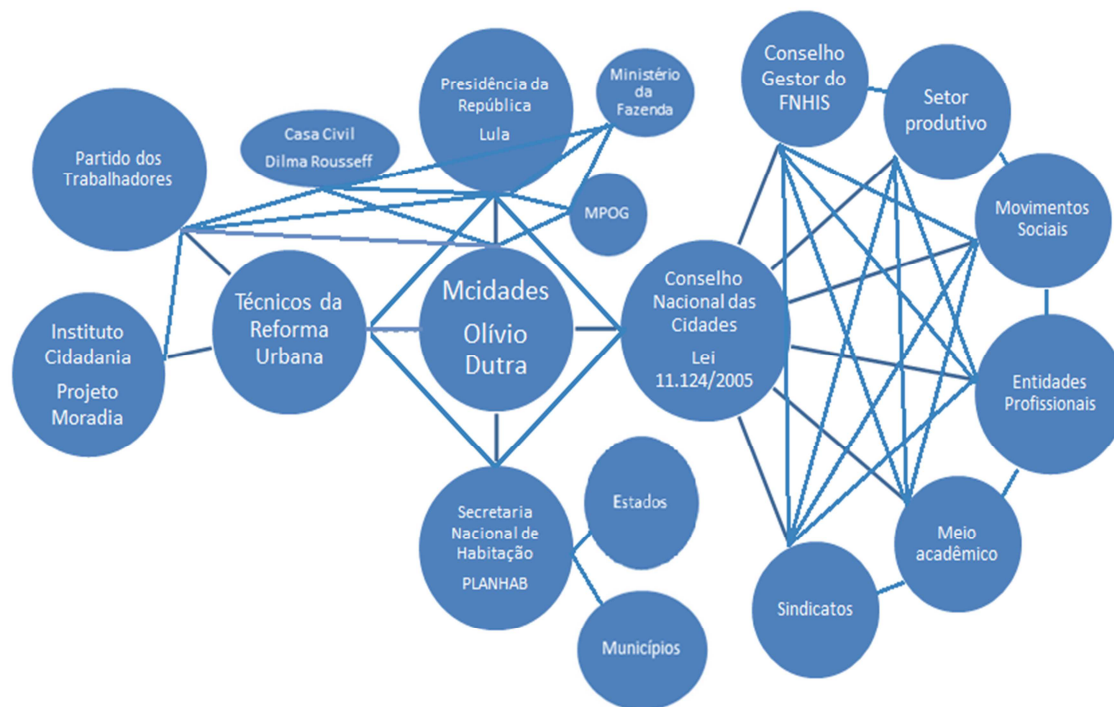 Partido dos
Trabalhadores
Casa Civil
Dilma Rousseff
Presidência da
República
Lula
Ministério
da
Fazenda
MPOG
Conselho
Gestor do
FNHIS
Setor
produtivo
Movimentos
Sociais
Instituto
Cidadania
Projeto
Moradia
Técnicos da
Reforma
Urbana
Mcidades
Olívio
Dutra
Conselho
Nacional das
Cidades
Lei
11.124/2005
Entidades
Profissionais
Secretaria
Nacional de
Habitação
PLANHAB
Estados
Municípios
Meio
acadêmico
Sindicatos